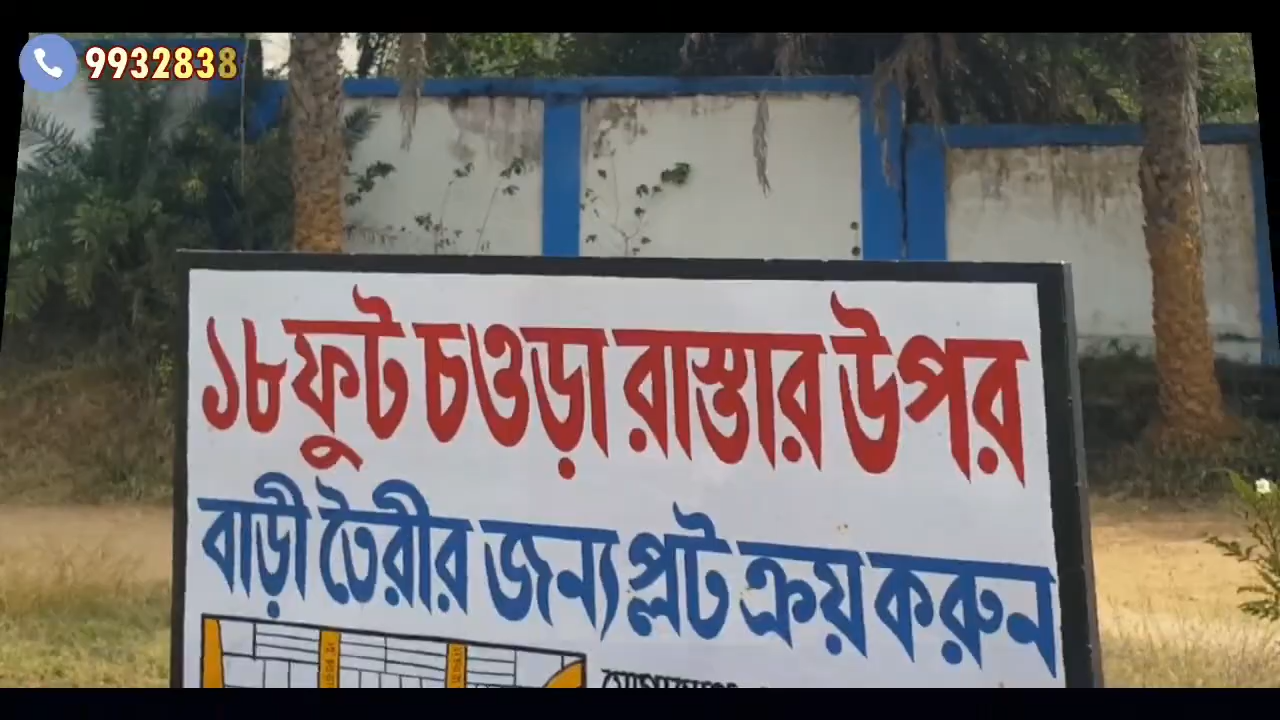 9932838
১৮ফুট চওড়া রাস্তার উপর
বাড়ী তৈরীর জন্য প্লট ক্রয় করুন